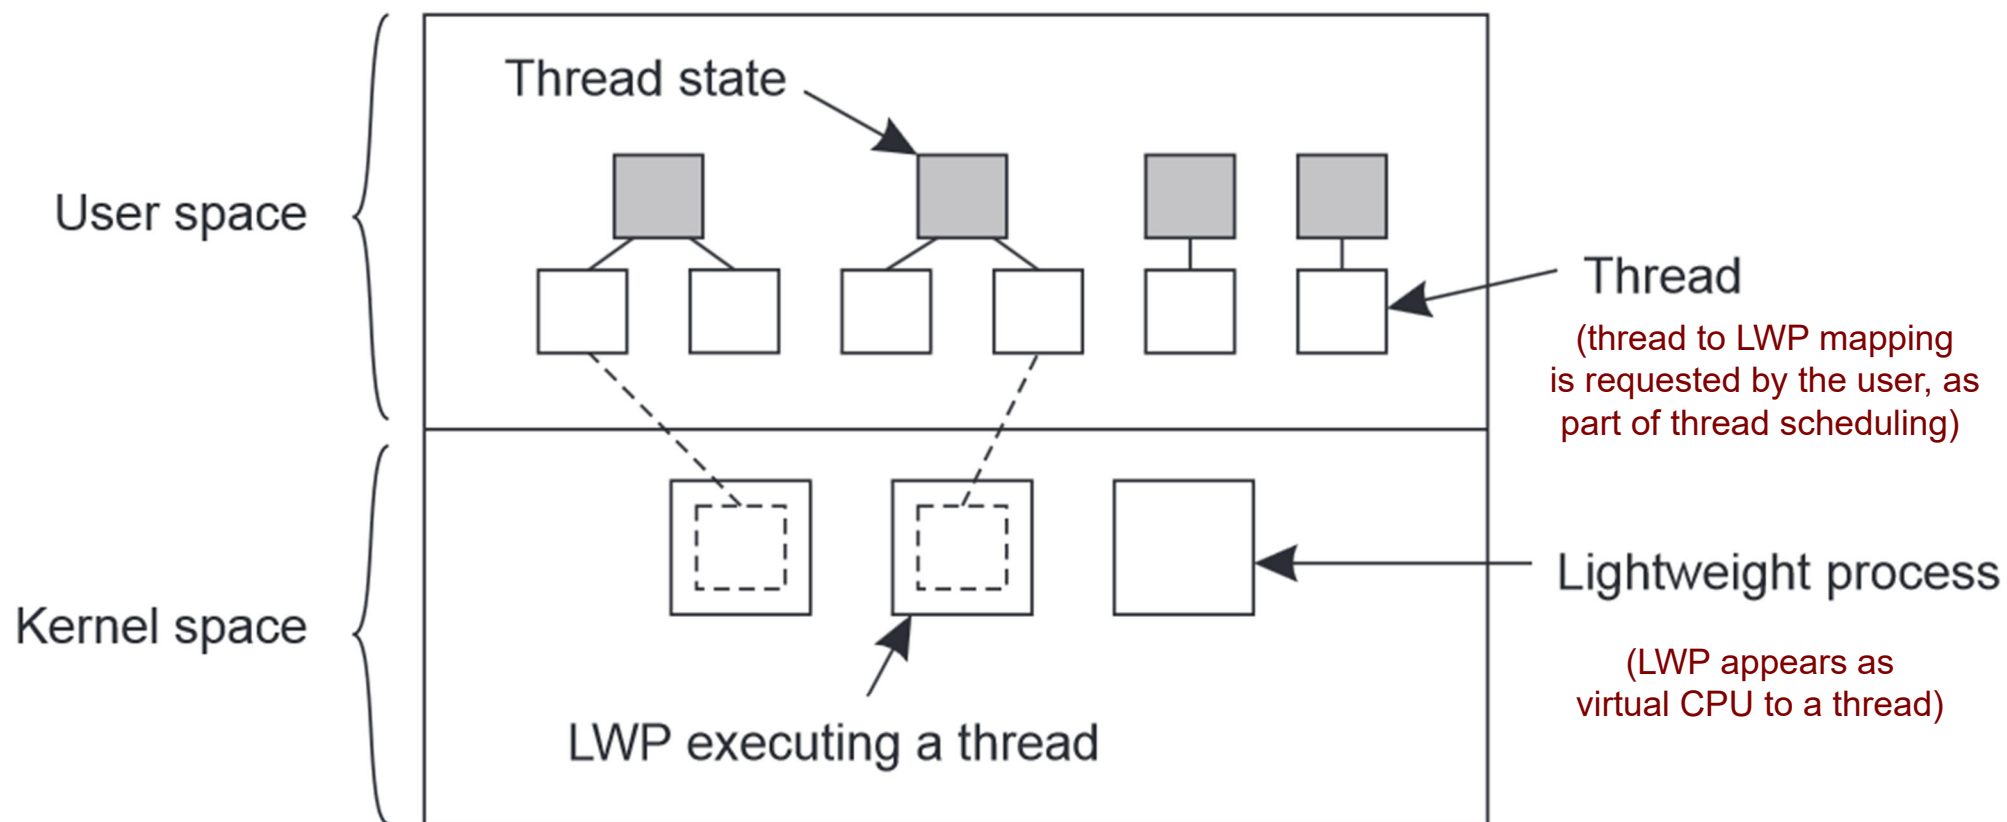 Thread state
User space
Thread
(thread to LWP mapping
is requested by the user, as
part of thread scheduling)
Kernel space
Lightweight process
(LWP appears as
virtual CPU to a thread)
LWP executing a thread